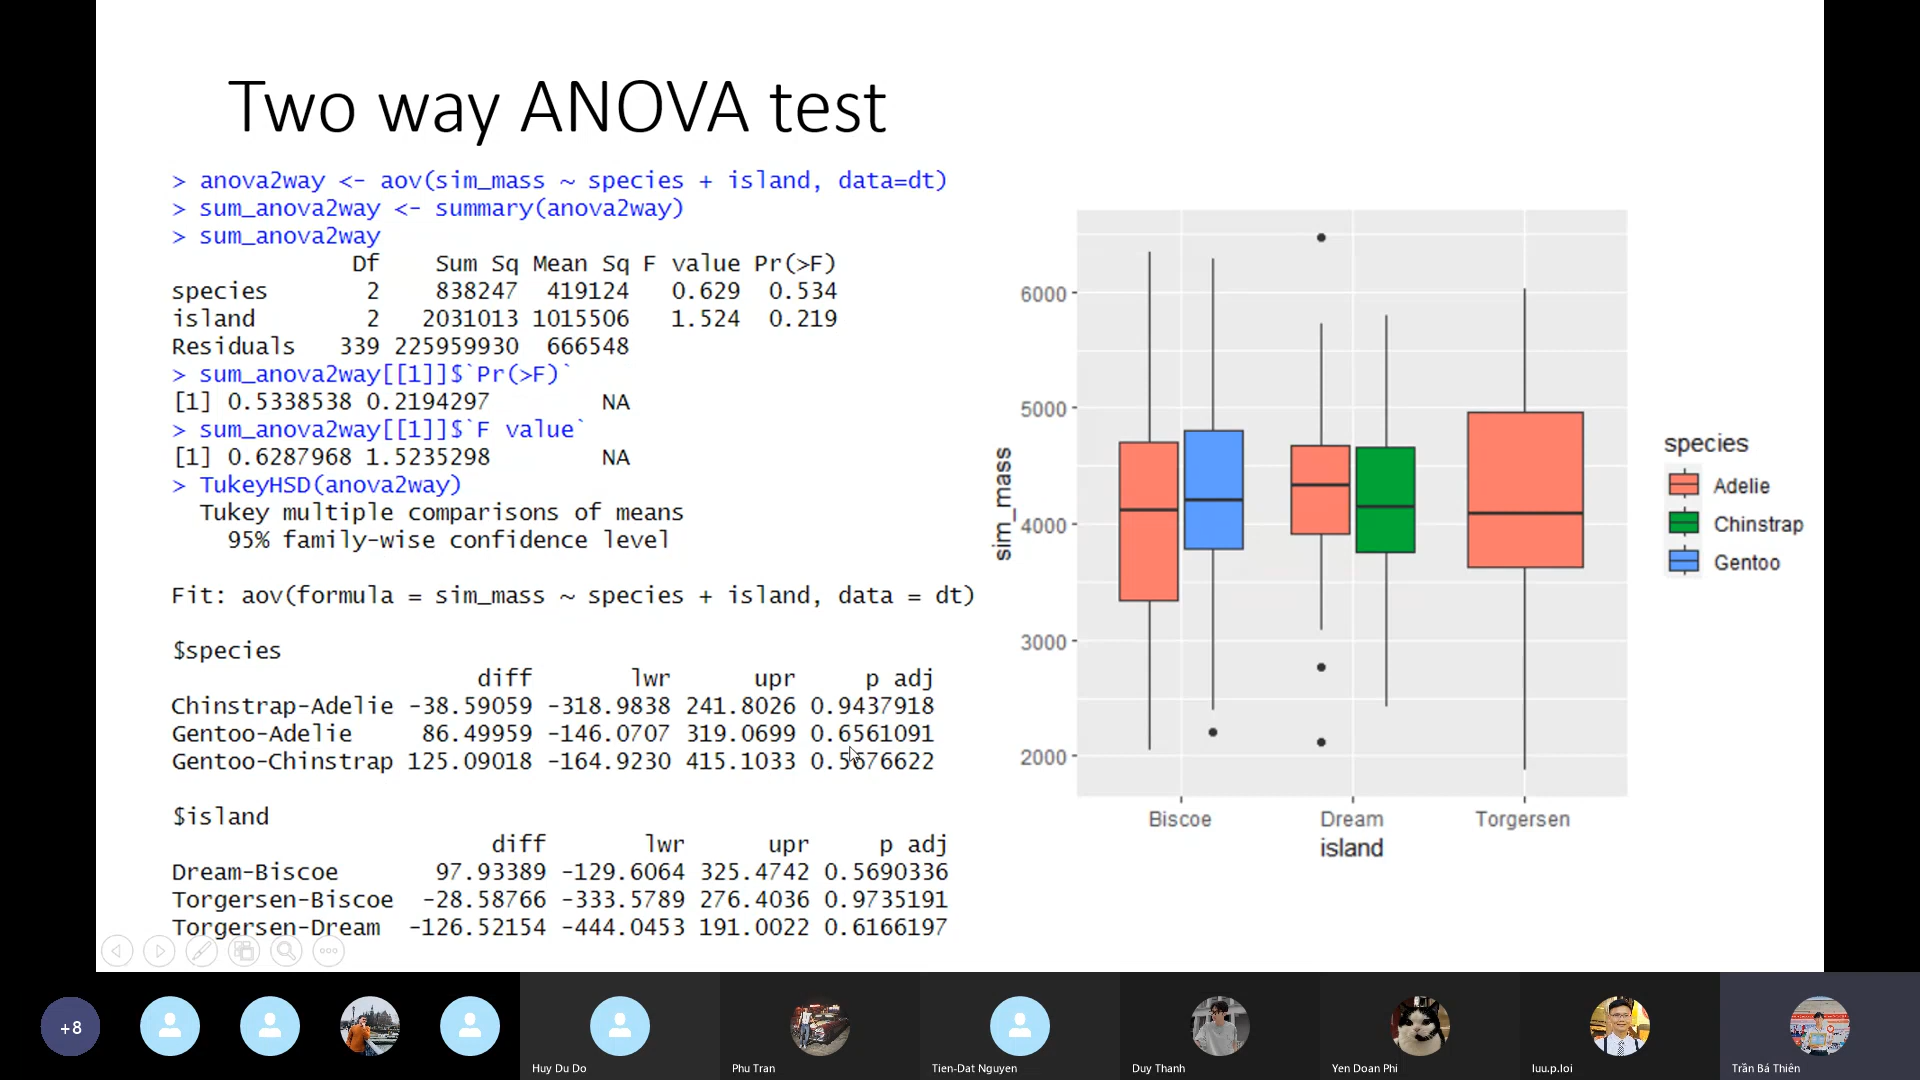 Two way ANOVA test
> anova2way <- aov(sim_mass ~ species + island, data=dt)
> sum_anova2way <- summary(anova2way)
> sum_anova2way
Df Sum Sq Mean Sq F value Pr(>F)
species 2 838247 419124 0.629 0.534
island 2 2031013 1015506 1.524 0.219
Residuals 339 225959930 666548
> sum_anova2way[[1]]$`Pr(>F)`
[1] 0.5338538 0.2194297 NA
> sum_anova2way[[1]]$`F value`
[1] 0.6287968 1.5235298 NA
> TukeyHSD(anova2way)
Tukey multiple comparisons of means
95% family-wise confidence level
Fit: aov(formula = sim_mass ~ species + island, data = dt)
$species
diff lwr upr p adj
Chinstrap-Adelie -38.59059 -318.9838 241.8026 0.9437918
Gentoo-Adelie 86.49959 -146.0707 319.0699 0.6561091
Gentoo-Chinstrap 125.09018 -164.9230 415.1033 0.5676622
$island
diff lwr upr p adj
Dream-Biscoe 97.93389 -129.6064 325.4742 0.5690336
Torgersen-Biscoe -28.58766 -333.5789 276.4036 0.9735191
Torgersen-Dream -126.52154 -444.0453 191.0022 0.6166197
sim_mass
6000
5000
4000
3000
2000
Biscoe Dream Torgersen
island
species
Adelie
Chinstrap
Gentoo
+8
Huy Du Do
Phu Tran
Tien-Dat Nguyen
Duy Thanh
Yen Doan Phi
luu.p.loi
Trần Bá Thiên